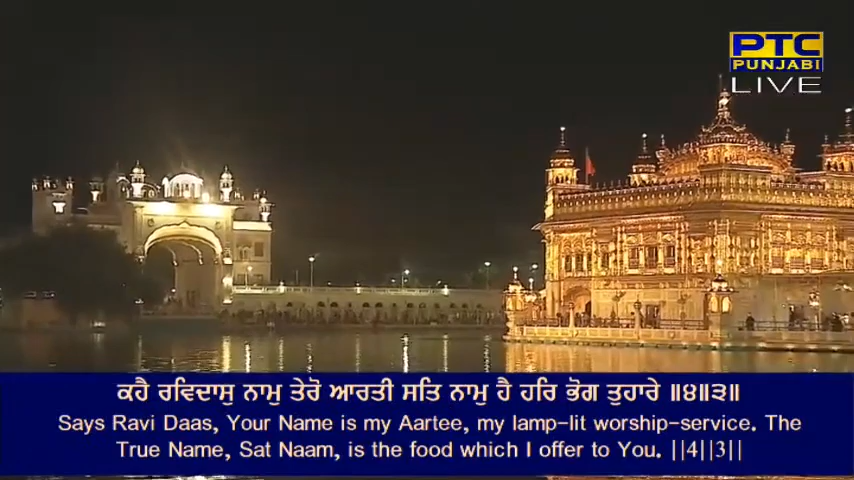 PTC
PUNJABI
LIVE
ਕਹੈ ਰਵਿਦਾਸੁ ਨਾਮੁ ਤੇਰੋ ਆਰਤੀ ਸਤਿ ਨਾਮੁ ਹੈ ਹਰਿ ਭੋਗ ਤੁਹਾਰੇ ॥੪॥੩॥
Says Ravi Daas, Your Name is my Aartee, my lamp-lit worship-service. The
True Name, Sat Naam, is the food which I offer to You. ||4||3||